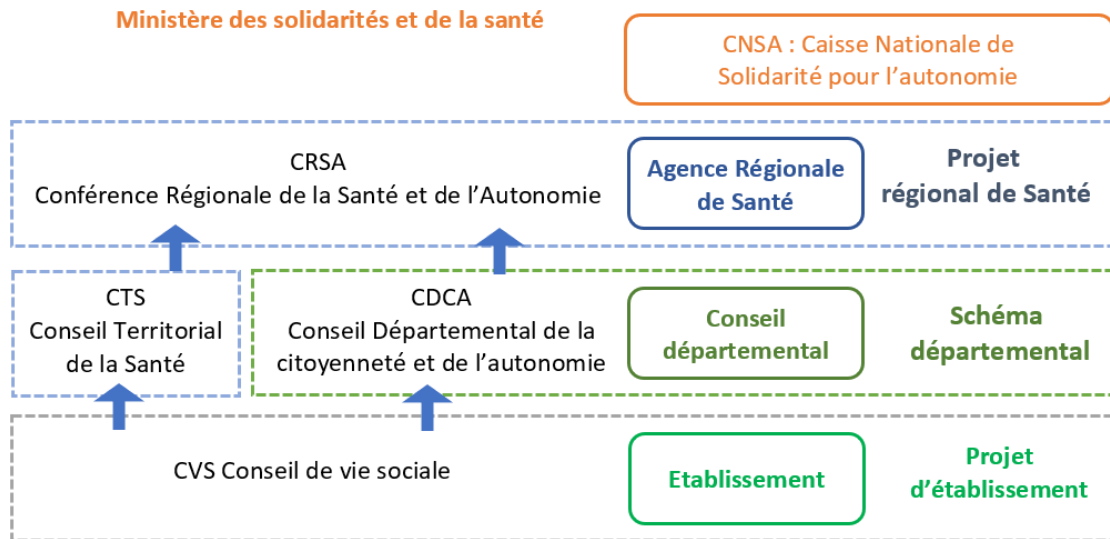 Ministère des solidarités et de la santé
CNSA : Caisse Nationale de
Solidarité pour l’autonomie
CRSA
Conférence Régionale de la Santé et de l’Autonomie
Agence Régionale
de Santé
Projet
régional de Santé
CTS
Conseil Territorial
de la Santé
CDCA
Conseil Départemental de la
citoyenneté et de l’autonomie
Conseil
départemental
Schéma
départemental
CVS Conseil de vie sociale
Etablissement
Projet
d’établissement